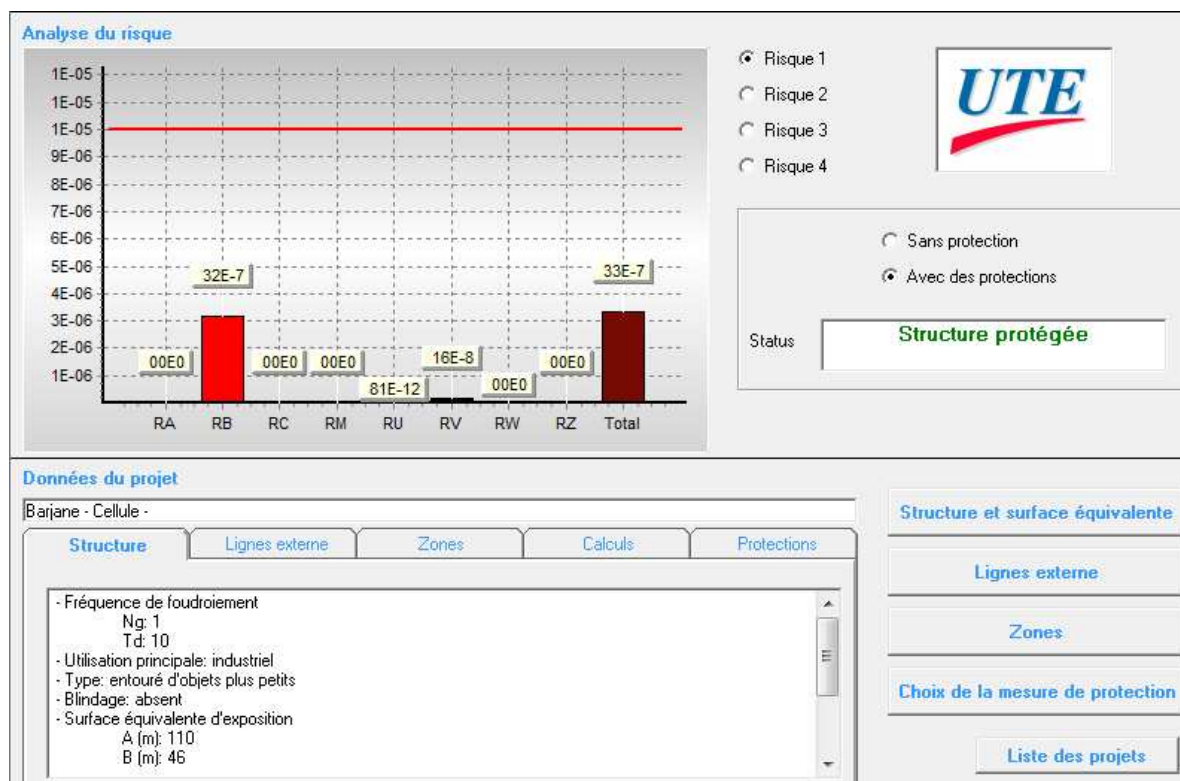 Analyse du risque
1E-05
1E-05
1E-05
9E-06
8E-06
7E-06
6E-06
5E-06
4E-06
3E-06
2E-06
1E-06
00E0
32E-7
00E0
00E0
81E-12
16E-8
00E0
00E0
33E-7
RA RB RC RM RU RV RW RZ Total
Risque 1
Risque 2
Risque 3
Risque 4
UTE
Sans protection
Avec des protections
Status Structure protégée
Données du projet
Barjane - Cellule -
Structure Lignes externe Zones Calculs Protections
- Fréquence de foudroiement
Ng: 1
Td: 10
- Utilisation principale: industriel
- Type: entouré d'objets plus petits
- Blindage: absent
- Surface équivalente d'exposition
A (m): 110
B (m): 46
Structure et surface équivalente
Lignes externe
Zones
Choix de la mesure de protection
Liste des projets